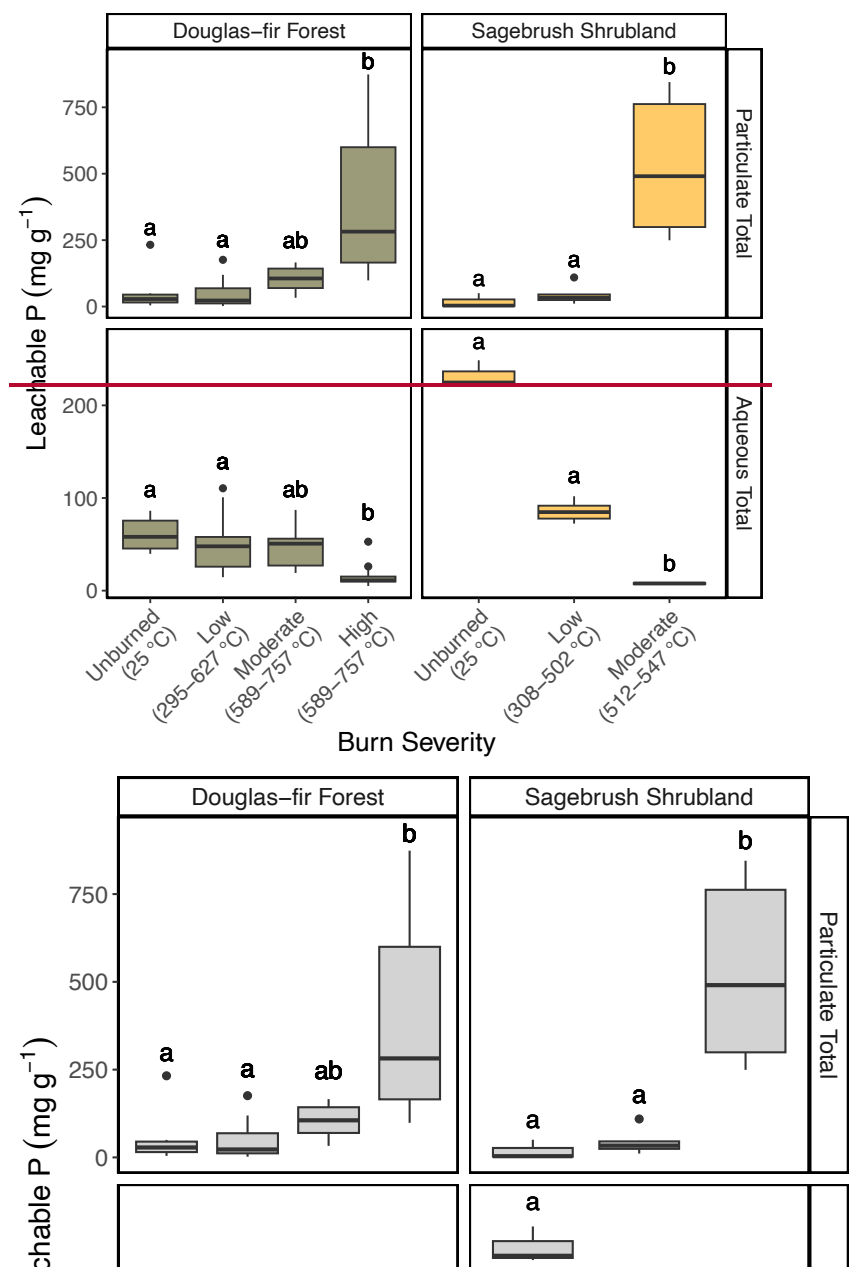 Douglas–fir Forest
Sagebrush Shrubland
Leachable P (mg g⁻¹)
Particulate Total
750
500
250
0
a
a
ab
b
a
a
b
Aqueous Total
200
100
0
a
a
ab
b
a
a
b
Unburned
(25 °C)
Low
(295–627 °C)
Moderate
(589–757 °C)
High
(589–757 °C)
Unburned
(25 °C)
Low
(308–502 °C)
Moderate
(512–547 °C)
Burn Severity
Douglas–fir Forest
Sagebrush Shrubland
chable P (mg g⁻¹)
Particulate Total
750
500
250
0
a
a
ab
b
a
a
b
a